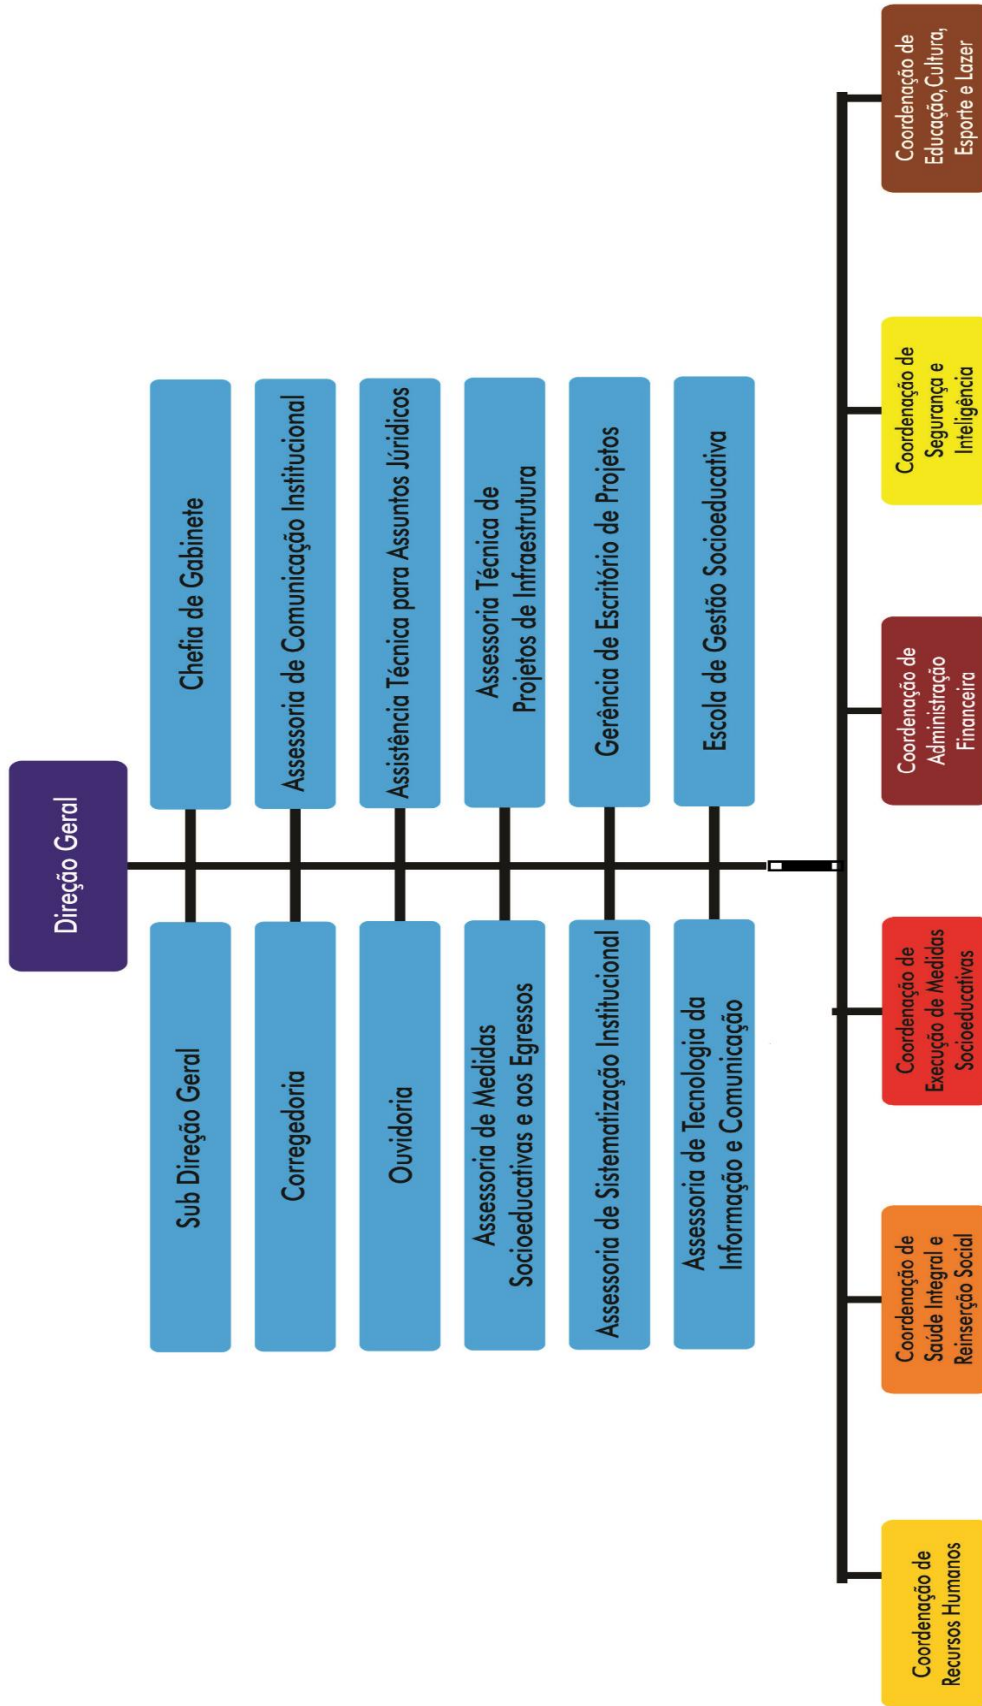 Direção Geral
Sub Direção Geral
Chefia de Gabinete
Corregedoria
Assessoria de Comunicação Institucional
Ouvidoria
Assistência Técnica para Assuntos Júridicos
Assessoria de Medidas
Socioeducativas e aos Egressos
Assessoria Técnica de
Projetos de Infraestrutura
Assessoria de Sistematização Institucional
Gerência de Escritório de Projetos
Assessoria de Tecnologia da
Informação e Comunicação
Escola de Gestão Socioeducativa
Coordenação de
Recursos Humanos
Coordenação de
Saúde Integral e
Reinserção Social
Coordenação de
Execução de Medidas
Socioeducativas
Coordenação de
Administração
Financeira
Coordenação de
Segurança e
Inteligência
Coordenação de
Educação, Cultura,
Esporte e Lazer